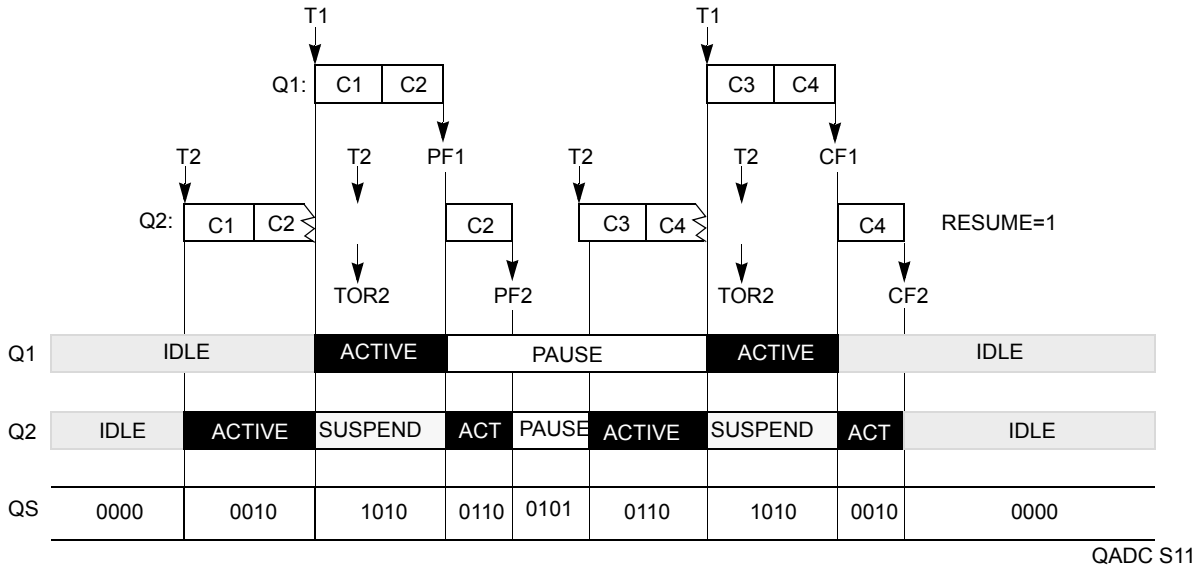 T1 T1
Q1: C1 C2 C3 C4
T2 T2 PF1 T2 T2 CF1
Q2: C1 C2 C2 C3 C4 C4 RESUME=1
TOR2 PF2 TOR2 CF2
Q1 IDLE ACTIVE PAUSE ACTIVE IDLE
Q2 IDLE ACTIVE SUSPEND ACT PAUSE ACTIVE SUSPEND ACT IDLE
QS 0000 0010 1010 0110 0101 0110 1010 0010 0000
QADC S11